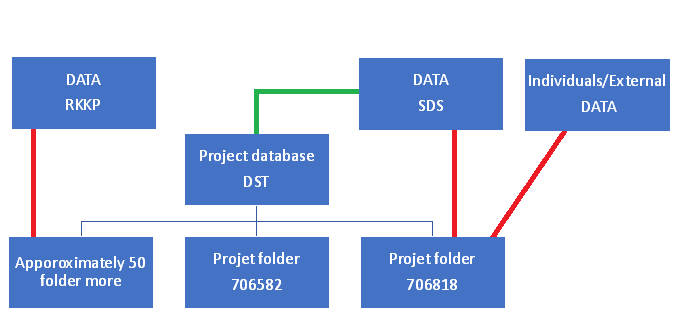 DATA
RKKP
DATA
SDS
Individuals/External
DATA
Project database
DST
Apporoximately 50
folder more
Projet folder
706582
Projet folder
706818